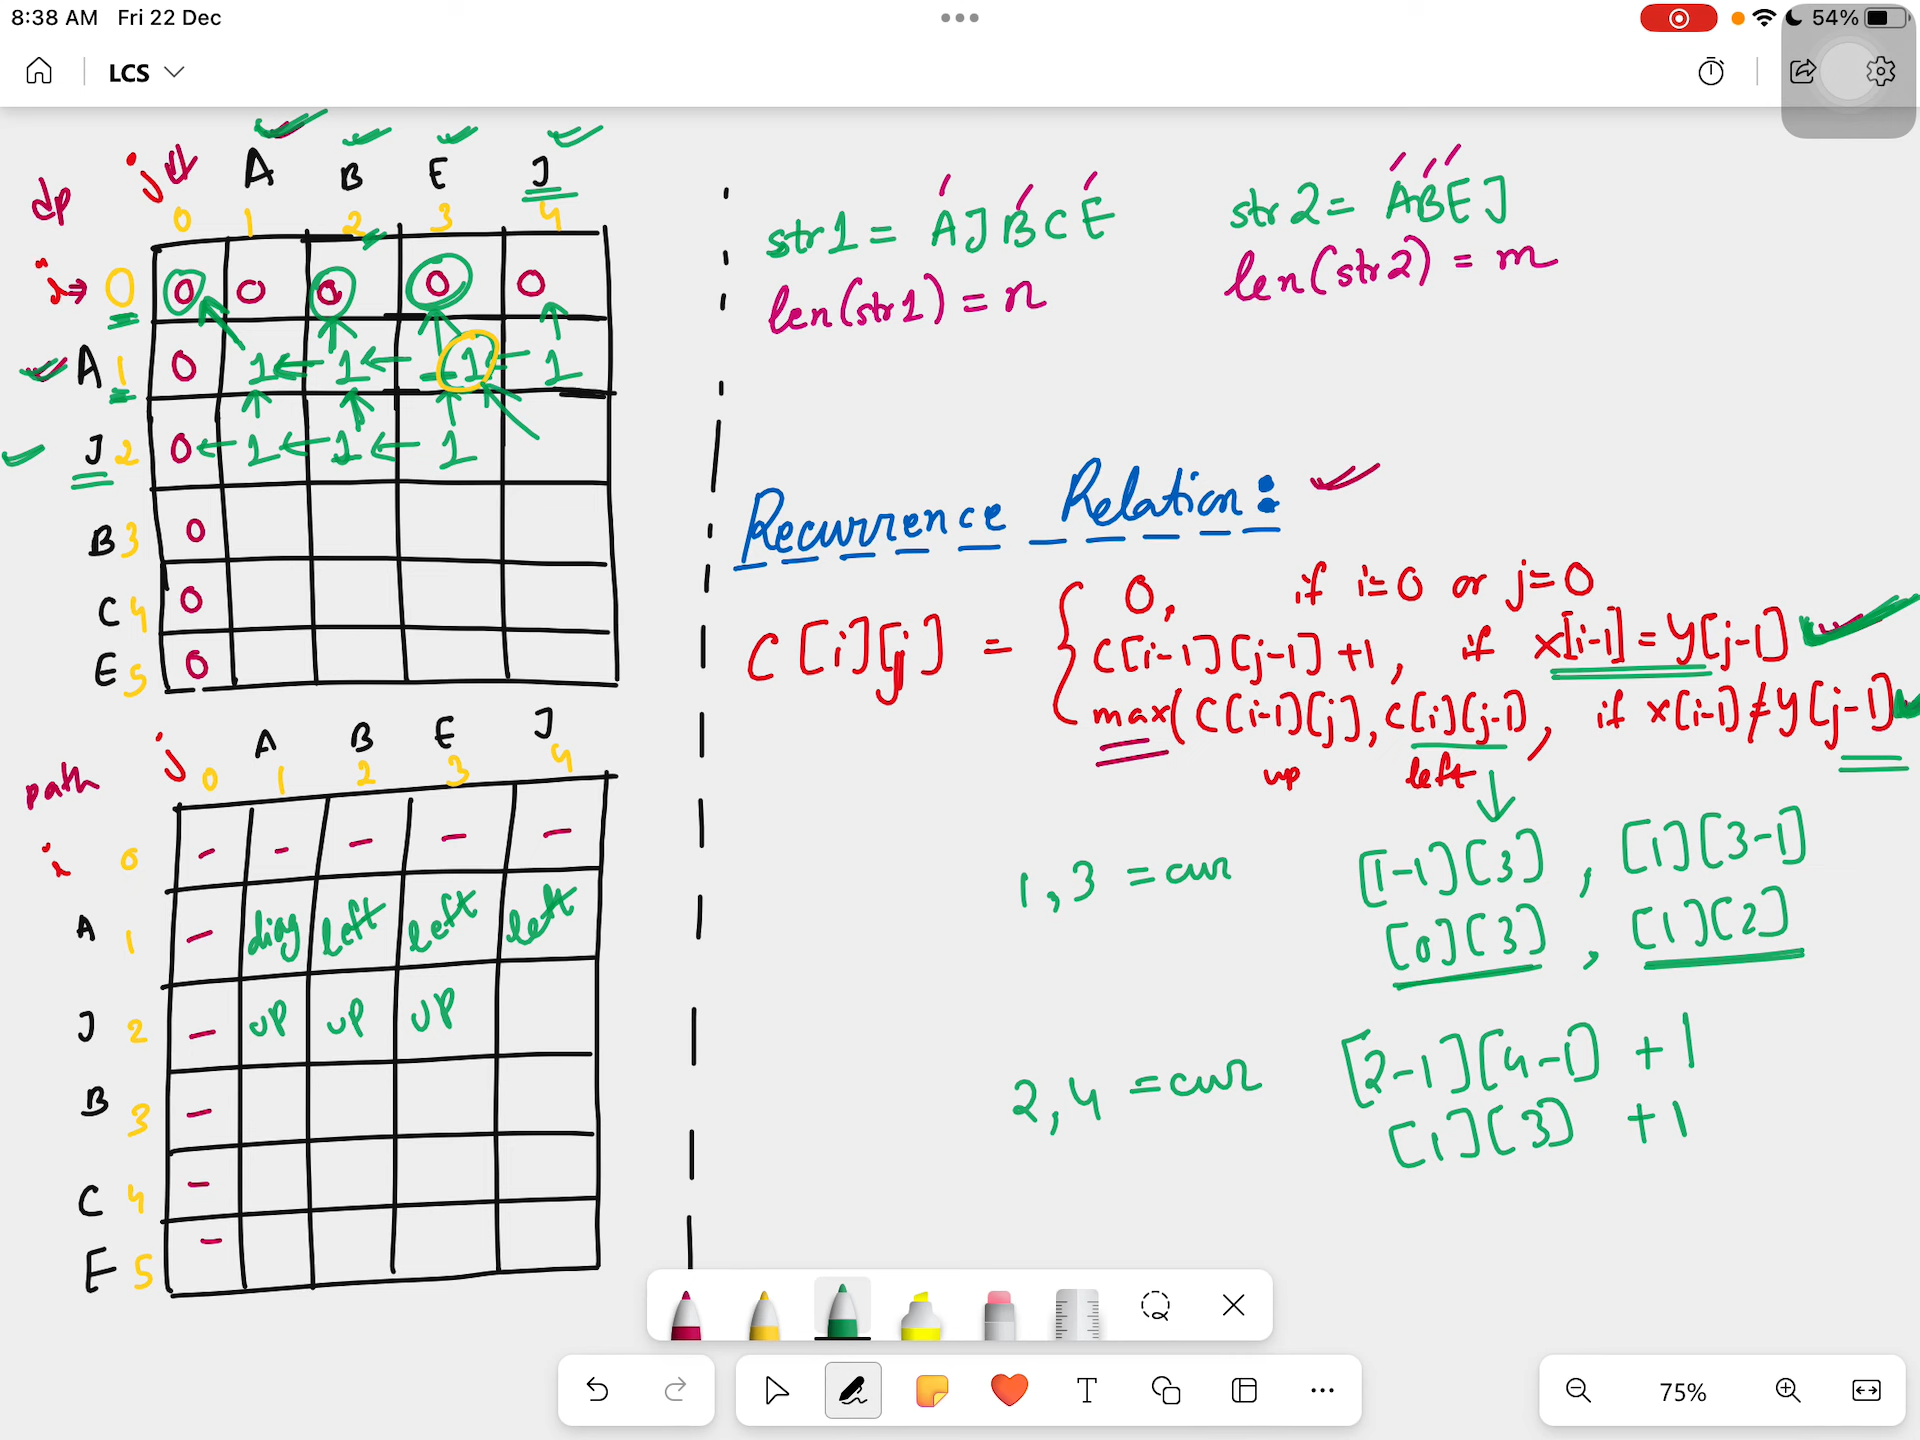 8:38 AM Fri 22 Dec
54%
LCS
dp j A B E J
0 1 2 3 4
i 0 0 0 0 0 0
A 1 0 1 1 1 1
J 2 0 1 1 1
B 3 0
C 4 0
E 5 0
path j A B E J
0 1 2 3 4
i 0 - - - - -
A 1 - diag left left left
J 2 - up up up
B 3 -
C 4 -
E 5 -
str1 = AJBCE
len(str1) = n
str2 = ABEJ
len(str2) = m
Recurrence Relation:
C[i][j] =
0, if i=0 or j=0
C[i-1][j-1]+1, if x[i-1] = y[j-1]
max(C[i-1][j], C[i][j-1), if x[i-1] ≠ y[j-1]
up left
1,3 = cur [1-1][3], [1][3-1]
[0][3], [1][2]
2,4 = cur [2-1][4-1] + 1
[1][3] + 1
T
75%